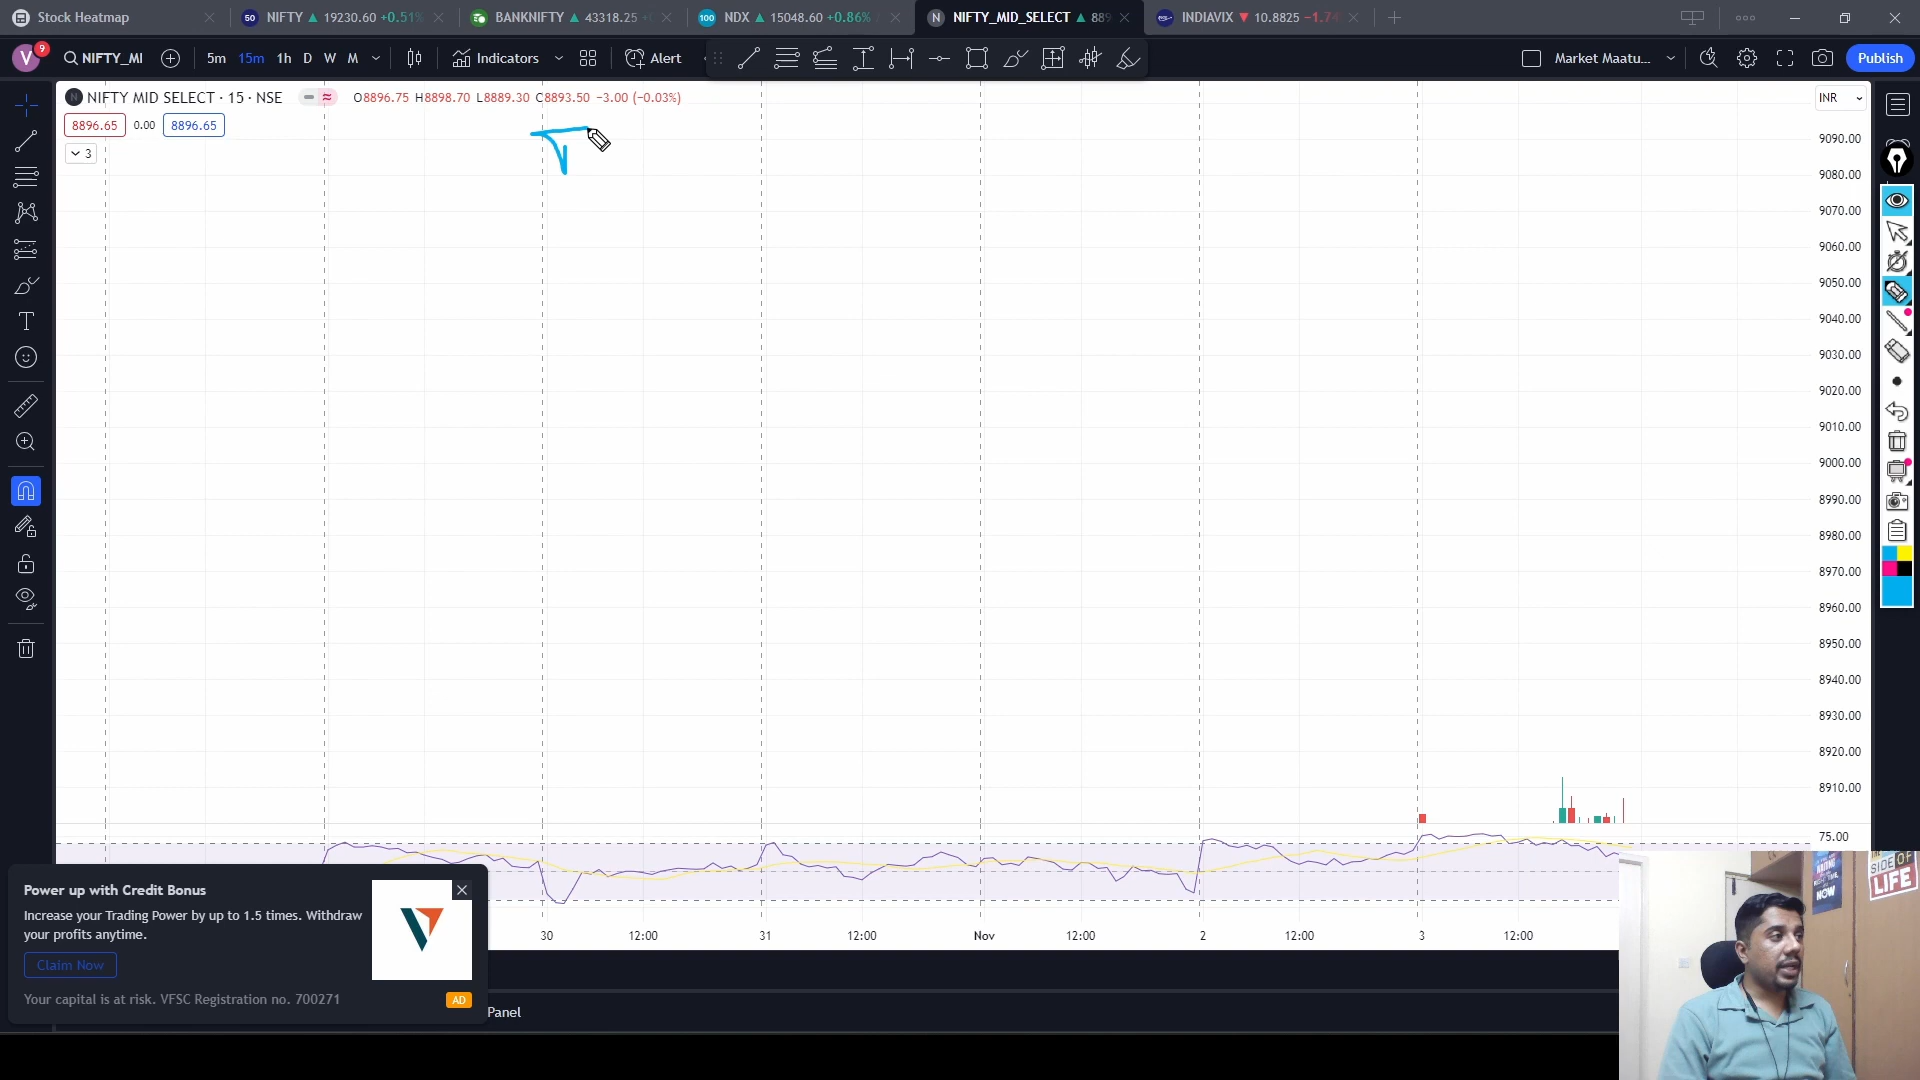 Stock Heatmap
50 NIFTY ▲ 19230.60 +0.51%
BANKNIFTY ▲ 43318.25
100 NDX ▲ 15048.60 +0.86%
N NIFTY_MID_SELECT ▲ 889
INDIAVIX ▼ 10.8825 −1.74
V 9 NIFTY_MI 5m 15m 1h D W M Indicators Alert Market Maatu... Publish
N NIFTY MID SELECT · 15 · NSE O8896.75 H8898.70 L8889.30 C8893.50 −3.00 (−0.03%) INR
8896.65 0.00 8896.65
3
9090.00
9080.00
9070.00
9060.00
9050.00
9040.00
9030.00
9020.00
9010.00
9000.00
8990.00
8980.00
8970.00
8960.00
8950.00
8940.00
8930.00
8920.00
8910.00
75.00
30 12:00 31 12:00 Nov 12:00 2 12:00 3 12:00
Power up with Credit Bonus
Increase your Trading Power by up to 1.5 times. Withdraw
your profits anytime.
Claim Now
Your capital is at risk. VFSC Registration no. 700271 AD
Panel
SIDE OF
LIFE
NOW